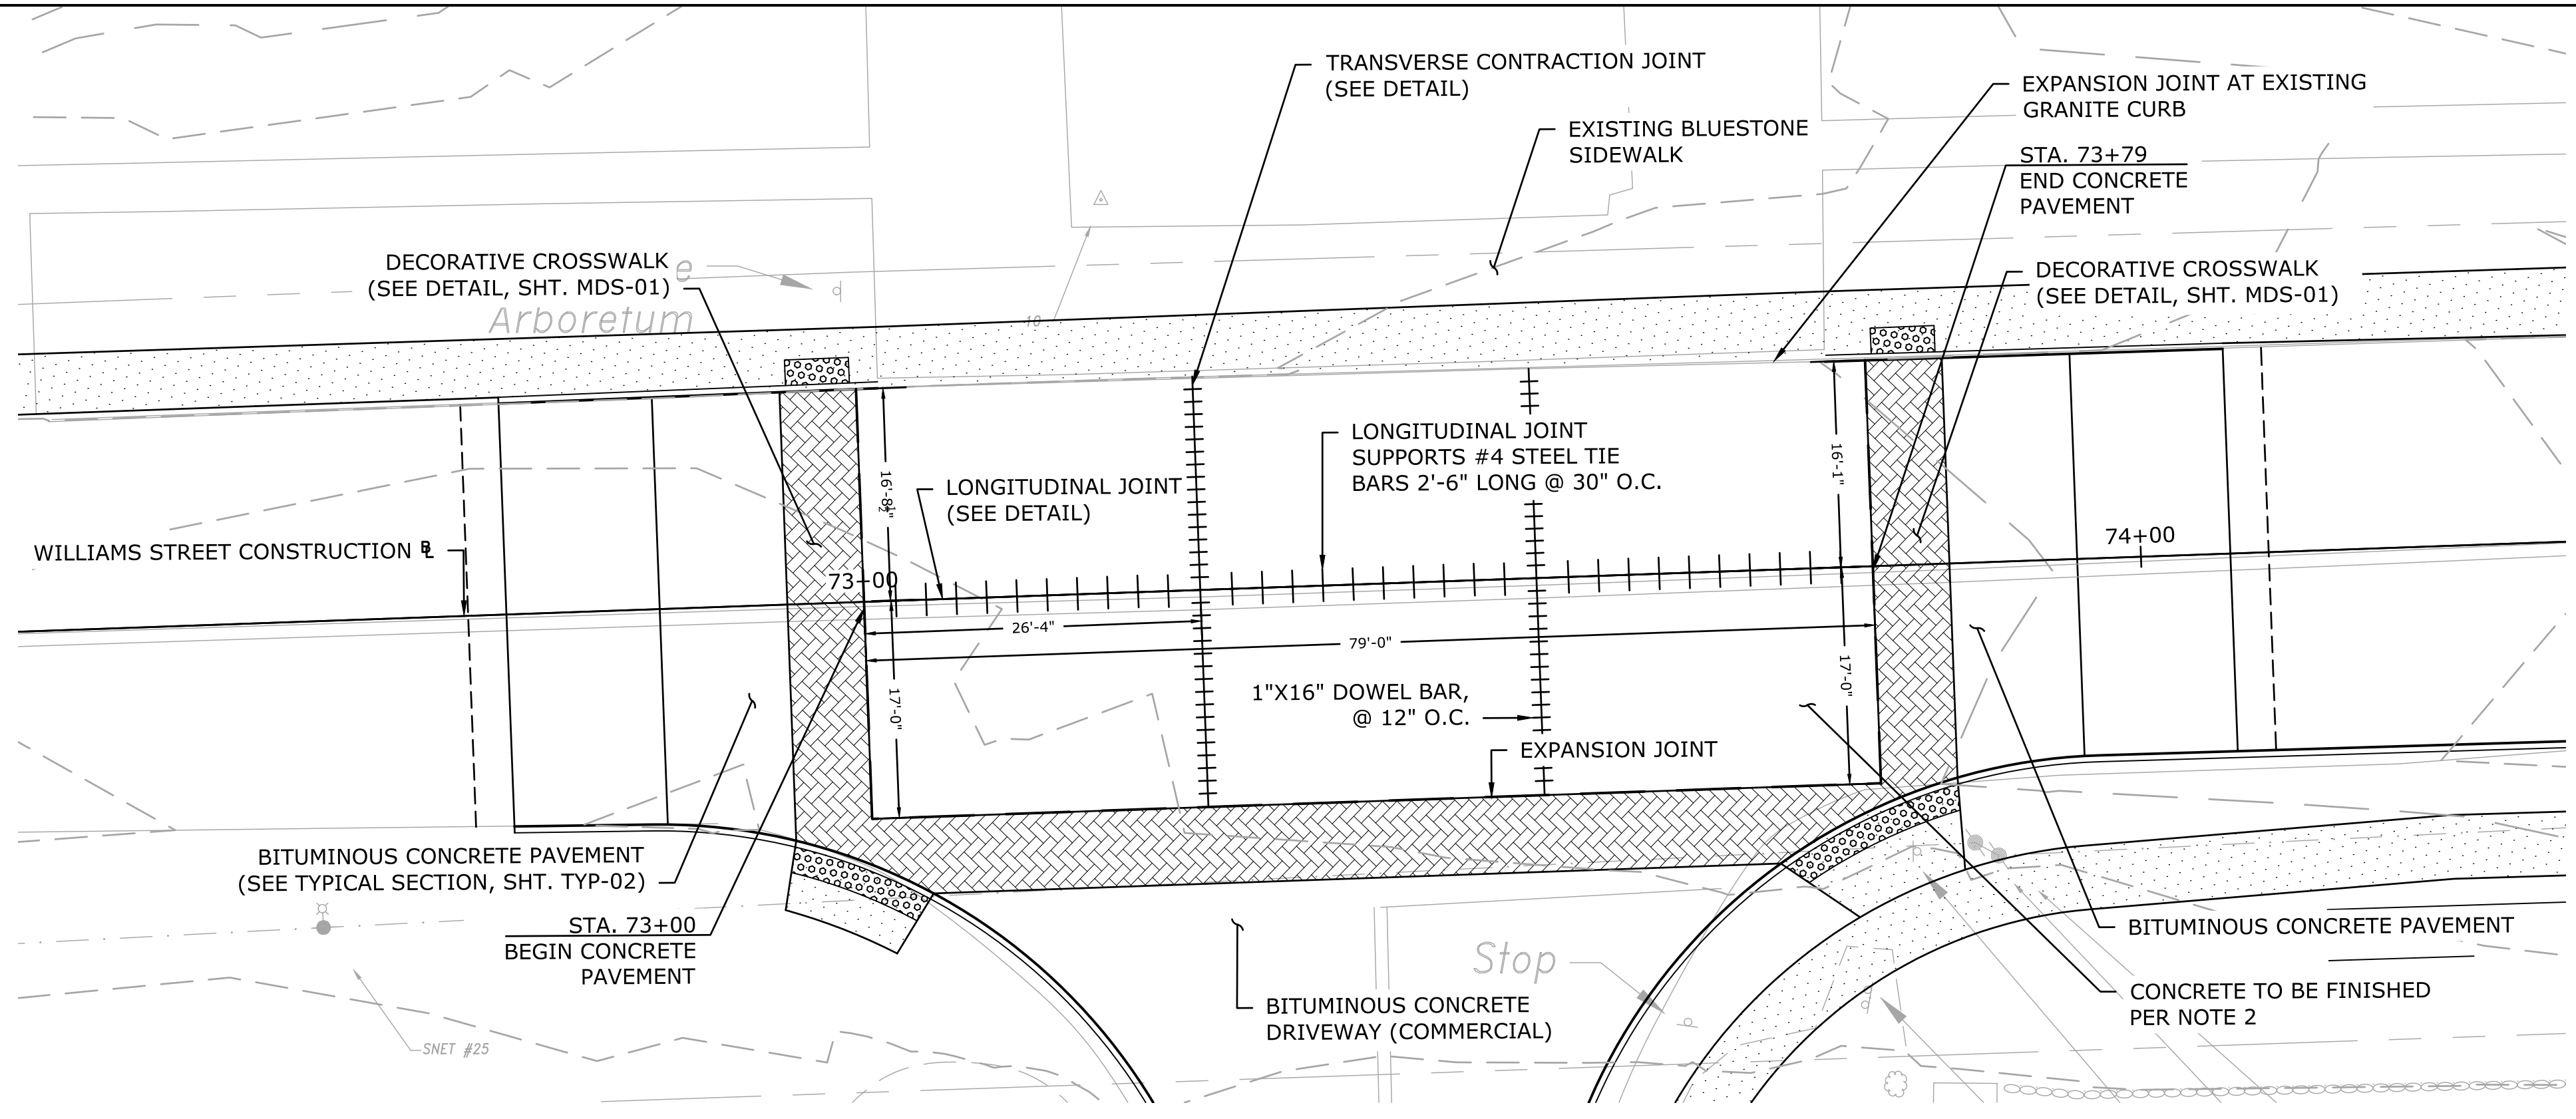 TRANSVERSE CONTRACTION JOINT
(SEE DETAIL)
EXPANSION JOINT AT EXISTING
GRANITE CURB
EXISTING BLUESTONE
SIDEWALK
STA. 73+79
END CONCRETE
PAVEMENT
DECORATIVE CROSSWALK
(SEE DETAIL, SHT. MDS-01)
e
Arboretum
10
DECORATIVE CROSSWALK
(SEE DETAIL, SHT. MDS-01)
LONGITUDINAL JOINT
SUPPORTS #4 STEEL TIE
BARS 2'-6" LONG @ 30" O.C.
16'-8½"
16'-1"
LONGITUDINAL JOINT
(SEE DETAIL)
WILLIAMS STREET CONSTRUCTION BL
73+00
74+00
26'-4"
79'-0"
17'-0"
17'-0"
1"X16" DOWEL BAR,
@ 12" O.C.
EXPANSION JOINT
BITUMINOUS CONCRETE PAVEMENT
(SEE TYPICAL SECTION, SHT. TYP-02)
STA. 73+00
BEGIN CONCRETE
PAVEMENT
BITUMINOUS CONCRETE PAVEMENT
Stop
CONCRETE TO BE FINISHED
PER NOTE 2
BITUMINOUS CONCRETE
DRIVEWAY (COMMERCIAL)
SNET #25